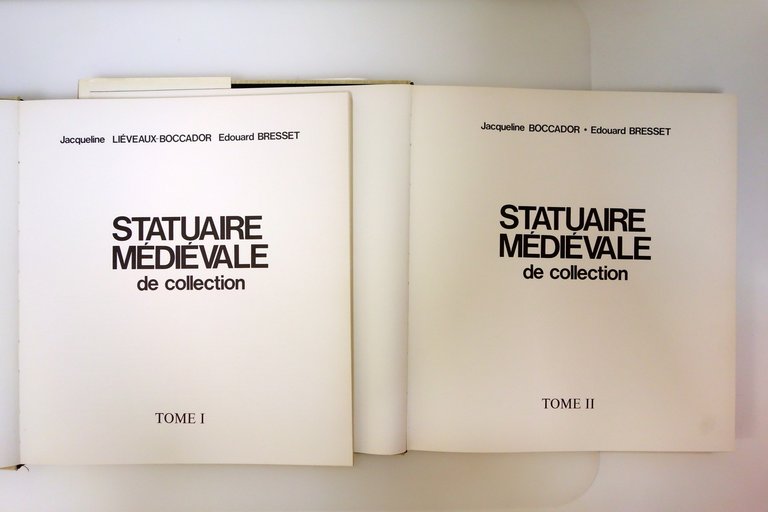 Jacqueline LIÉVEAUX-BOCCADOR Edouard BRESSET
STATUAIRE
MÉDIÉVALE
de collection
TOME I
Jacqueline BOCCADOR • Edouard BRESSET
STATUAIRE
MÉDIÉVALE
de collection
TOME II